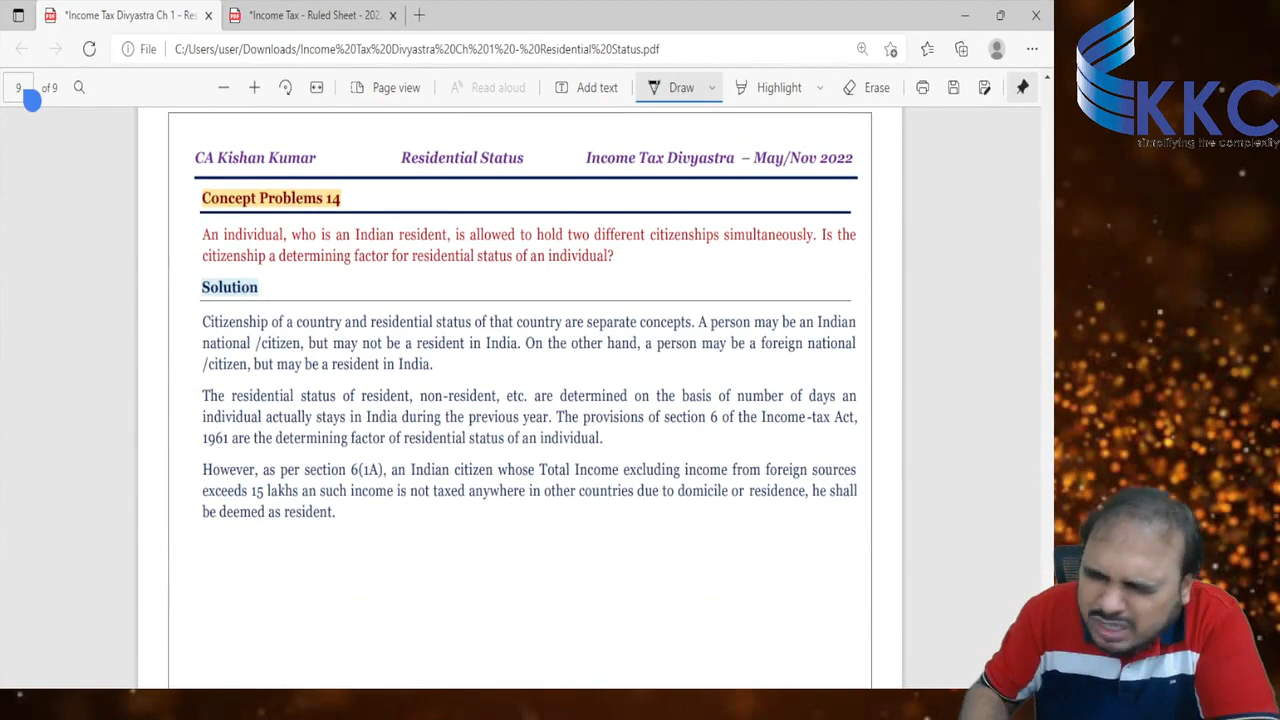 *Income Tax Divyastra Ch 1 - Res
*Income Tax - Ruled Sheet - 202
File C:/Users/user/Downloads/Income%20Tax%20Divyastra%20Ch%201%20-%20Residential%20Status.pdf
9 of 9 Page view Read aloud Add text Draw Highlight Erase
KKC
simplifying the complexity
CA Kishan Kumar Residential Status Income Tax Divyastra – May/Nov 2022
Concept Problems 14
An individual, who is an Indian resident, is allowed to hold two different citizenships simultaneously. Is the
citizenship a determining factor for residential status of an individual?
Solution
Citizenship of a country and residential status of that country are separate concepts. A person may be an Indian
national /citizen, but may not be a resident in India. On the other hand, a person may be a foreign national
/citizen, but may be a resident in India.
The residential status of resident, non-resident, etc. are determined on the basis of number of days an
individual actually stays in India during the previous year. The provisions of section 6 of the Income-tax Act,
1961 are the determining factor of residential status of an individual.
However, as per section 6(1A), an Indian citizen whose Total Income excluding income from foreign sources
exceeds 15 lakhs an such income is not taxed anywhere in other countries due to domicile or residence, he shall
be deemed as resident.